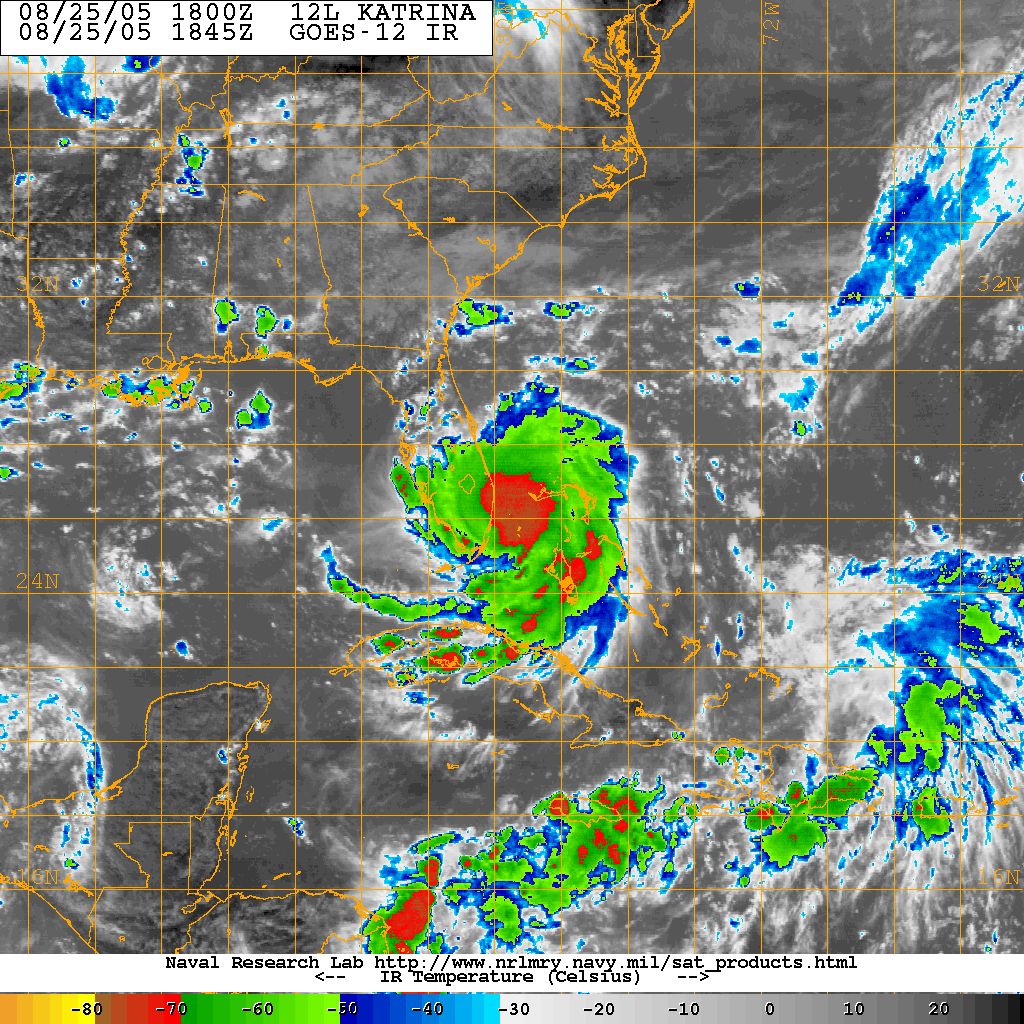 08/25/05 1800Z 12L KATRINA
08/25/05 1845Z GOES-12 IR
72W
32N 32N
24N
16N 16N
Naval Research Lab http://www.nrlmry.navy.mil/sat_products.html
<-- IR Temperature (Celsius) -->
-80 -70 -60 -50 -40 -30 -20 -10 0 10 20